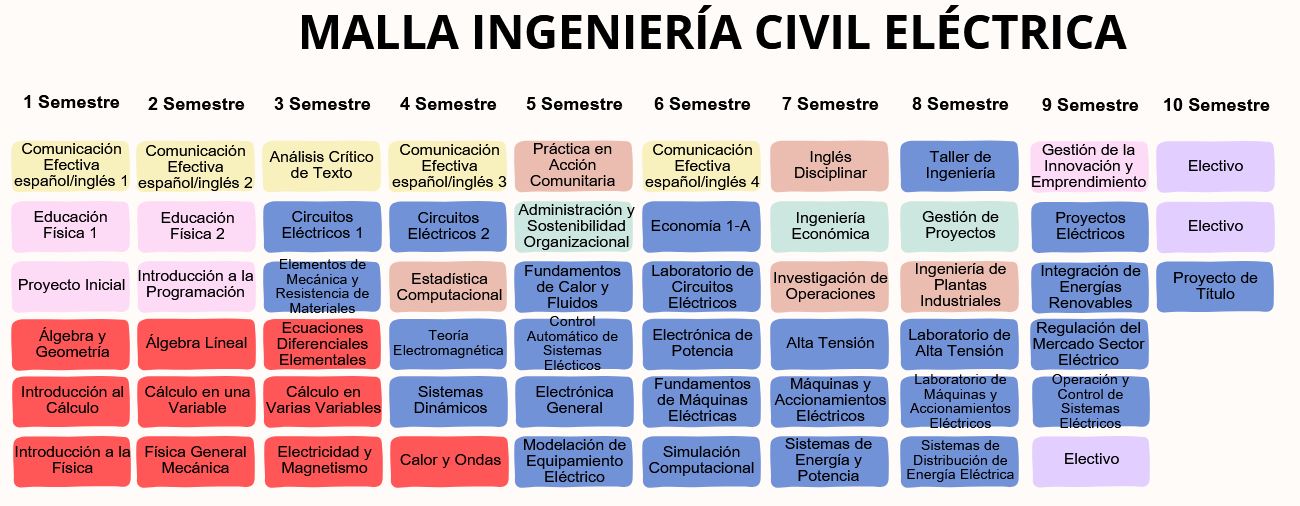 MALLA INGENIERÍA CIVIL ELÉCTRICA
1 Semestre
2 Semestre
3 Semestre
4 Semestre
5 Semestre
6 Semestre
7 Semestre
8 Semestre
9 Semestre
10 Semestre
Comunicación
Efectiva
español/inglés 1
Comunicación
Efectiva
español/inglés 2
Análisis Crítico
de Texto
Comunicación
Efectiva
español/inglés 3
Práctica en
Acción
Comunitaria
Comunicación
Efectiva
español/inglés 4
Inglés
Disciplinar
Taller de
Ingeniería
Gestión de la
Innovación y
Emprendimiento
Electivo
Educación
Física 1
Educación
Física 2
Circuitos
Eléctricos 1
Circuitos
Eléctricos 2
Administración y
Sostenibilidad
Organizacional
Economía 1-A
Ingeniería
Económica
Gestión de
Proyectos
Proyectos
Eléctricos
Electivo
Proyecto Inicial
Introducción a la
Programación
Elementos de
Mecánica y
Resistencia de
Materiales
Estadística
Computacional
Fundamentos
de Calor y
Fluidos
Laboratorio de
Circuitos
Eléctricos
Investigación de
Operaciones
Ingeniería de
Plantas
Industriales
Integración de
Energías
Renovables
Proyecto de
Título
Álgebra y
Geometría
Álgebra Líneal
Ecuaciones
Diferenciales
Elementales
Teoría
Electromagnética
Control
Automático de
Sistemas
Elécticos
Electrónica de
Potencia
Alta Tensión
Laboratorio de
Alta Tensión
Regulación del
Mercado Sector
Eléctrico
Introducción al
Cálculo
Cálculo en una
Variable
Cálculo en
Varias Variables
Sistemas
Dinámicos
Electrónica
General
Fundamentos
de Máquinas
Eléctricas
Máquinas y
Accionamientos
Eléctricos
Laboratorio de
Máquinas y
Accionamientos
Eléctricos
Operación y
Control de
Sistemas
Eléctricos
Introducción a la
Física
Física General
Mecánica
Electricidad y
Magnetismo
Calor y Ondas
Modelación de
Equipamiento
Eléctrico
Simulación
Computacional
Sistemas de
Energía y
Potencia
Sistemas de
Distribución de
Energía Eléctrica
Electivo